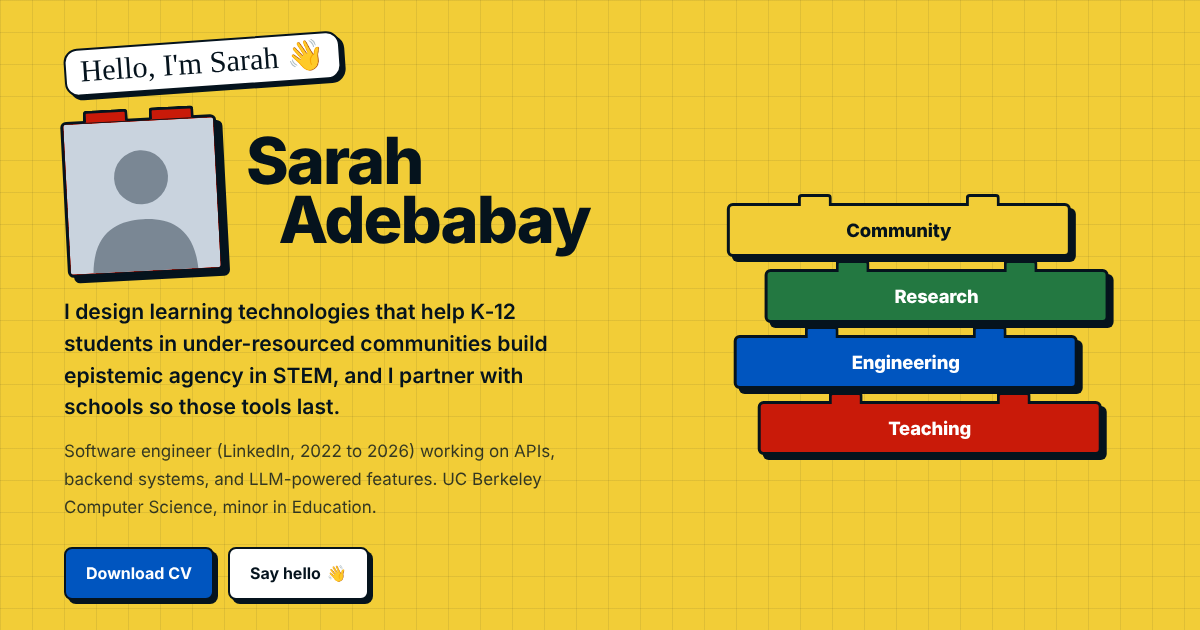 Hello, I'm Sarah 👋
Sarah
Adebabay
I design learning technologies that help K-12
students in under-resourced communities build
epistemic agency in STEM, and I partner with
schools so those tools last.
Software engineer (LinkedIn, 2022 to 2026) working on APIs,
backend systems, and LLM-powered features. UC Berkeley
Computer Science, minor in Education.
Download CV
Say hello 👋
Community
Research
Engineering
Teaching